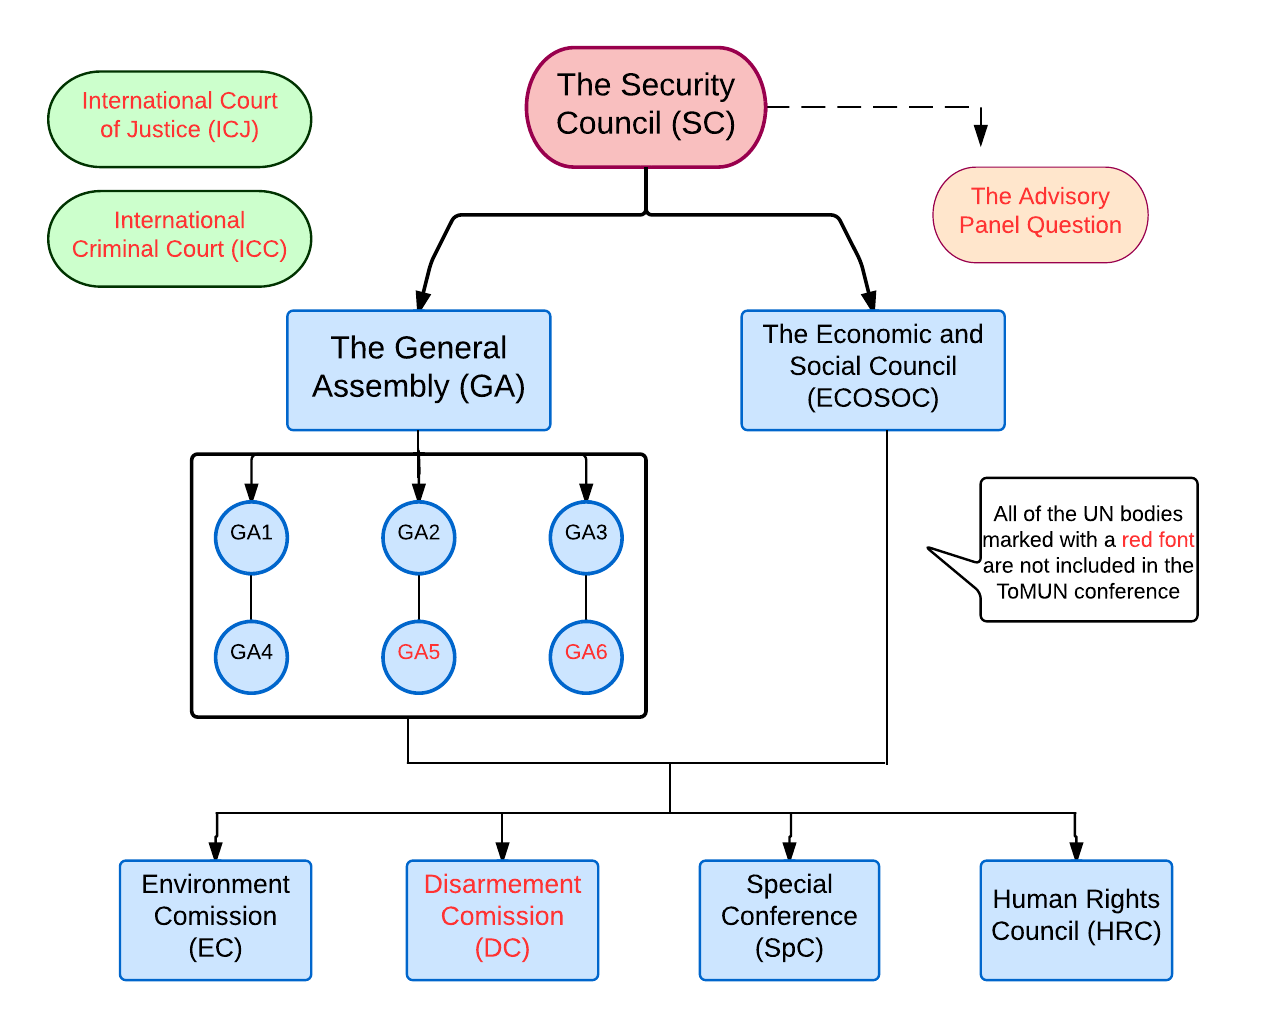 The Security
Council (SC)
International Court
of Justice (ICJ)
International
Criminal Court (ICC)
The Advisory
Panel Question
The General
Assembly (GA)
The Economic and
Social Council
(ECOSOC)
GA1
GA2
GA3
GA4
GA5
GA6
All of the UN bodies
marked with a red font
are not included in the
ToMUN conference
Environment
Comission
(EC)
Disarmement
Comission
(DC)
Special
Conference
(SpC)
Human Rights
Council (HRC)